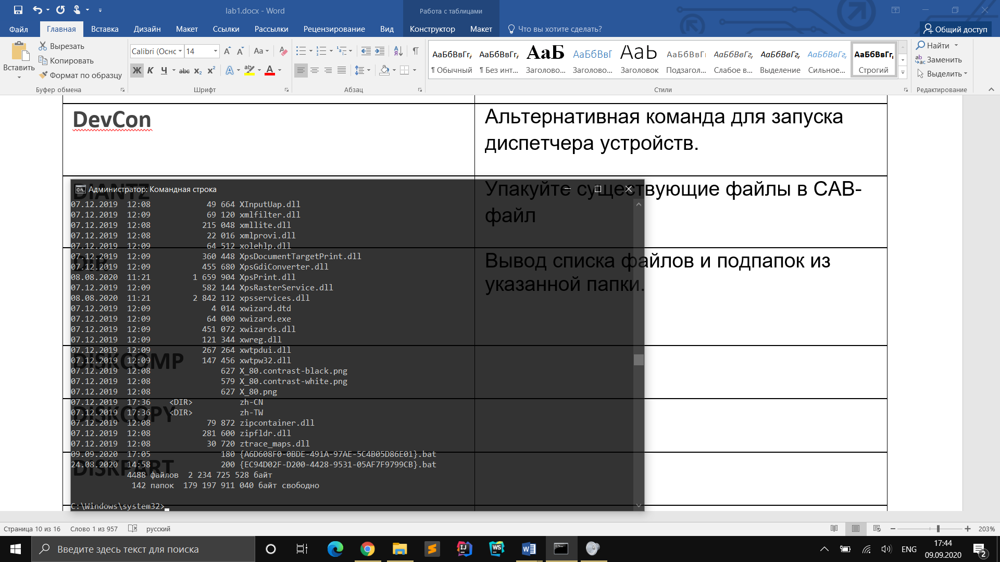 lab1.docx - Word
Работа с таблицами
Файл
Главная
Вставка
Дизайн
Макет
Ссылки
Рассылки
Рецензирование
Вид
Конструктор
Макет
Что вы хотите сделать?
Общий доступ
Вставить
Вырезать
Копировать
Формат по образцу
Буфер обмена
Calibri (Оснс
14
Aa
Ж К Ч abc x₂ x² A ab A
Шрифт
Абзац
АаБбВвГг,
¶ Обычный
АаБбВвГг,
¶ Без инт...
АаБ
Заголово...
АаБбВвГ
Заголово...
АаЬ
Заголовок
АаБбВвГг
Подзагол...
АаБбВвГг,
Слабое в...
АаБбВвГг,
Выделение
АаБбВвГг,
Сильное...
АаБбВвГг,
Строгий
Стили
Найти
Заменить
Выделить
Редактирование
DevCon
Альтернативная команда для запуска
диспетчера устройств.
DIANTZ
Упакуйте существующие файлы в CAB-
файл
DIR
Вывод списка файлов и подпапок из
указанной папки.
DISKCOMP
DISKCOPY
DISKPART
Администратор: Командная строка
07.12.2019 12:08 49 664 XInputUap.dll
07.12.2019 12:09 69 120 xmlfilter.dll
07.12.2019 12:08 215 048 xmllite.dll
07.12.2019 12:08 22 016 xmlprovi.dll
07.12.2019 12:09 64 512 xolehlp.dll
07.12.2019 12:09 360 448 XpsDocumentTargetPrint.dll
07.12.2019 12:09 455 680 XpsGdiConverter.dll
08.08.2020 11:21 1 659 904 XpsPrint.dll
07.12.2019 12:09 582 144 XpsRasterService.dll
08.08.2020 11:21 2 842 112 xpsservices.dll
07.12.2019 12:09 4 014 xwizard.dtd
07.12.2019 12:09 64 000 xwizard.exe
07.12.2019 12:09 451 072 xwizards.dll
07.12.2019 12:09 121 344 xwreg.dll
07.12.2019 12:09 267 264 xwtpdui.dll
07.12.2019 12:09 147 456 xwtpw32.dll
07.12.2019 12:08 627 X_80.contrast-black.png
07.12.2019 12:08 579 X_80.contrast-white.png
07.12.2019 12:08 627 X_80.png
07.12.2019 17:36 <DIR> zh-CN
07.12.2019 17:36 <DIR> zh-TW
07.12.2019 12:08 79 872 zipcontainer.dll
07.12.2019 12:08 281 600 zipfldr.dll
07.12.2019 12:08 30 720 ztrace_maps.dll
09.09.2020 17:05 180 {A6D608F0-0BDE-491A-97AE-5C4B05D86E01}.bat
24.08.2020 14:58 200 {EC94D02F-D200-4428-9531-05AF7F9799CB}.bat
4488 файлов 2 234 725 528 байт
142 папок 179 197 911 040 байт свободно
C:\Windows\system32>
Страница 10 из 16
Слово 1 из 957
русский
203%
Введите здесь текст для поиска
ENG
17:44
09.09.2020
2